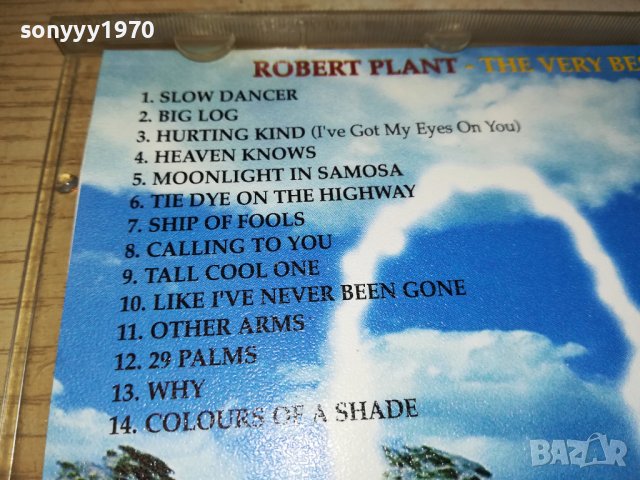 sonyyy1970
ROBERT PLANT - THE VERY BES
1. SLOW DANCER
2. BIG LOG
3. HURTING KIND (I've Got My Eyes On You)
4. HEAVEN KNOWS
5. MOONLIGHT IN SAMOSA
6. TIE DYE ON THE HIGHWAY
7. SHIP OF FOOLS
8. CALLING TO YOU
9. TALL COOL ONE
10. LIKE I'VE NEVER BEEN GONE
11. OTHER ARMS
12. 29 PALMS
13. WHY
14. COLOURS OF A SHADE
BAZAR